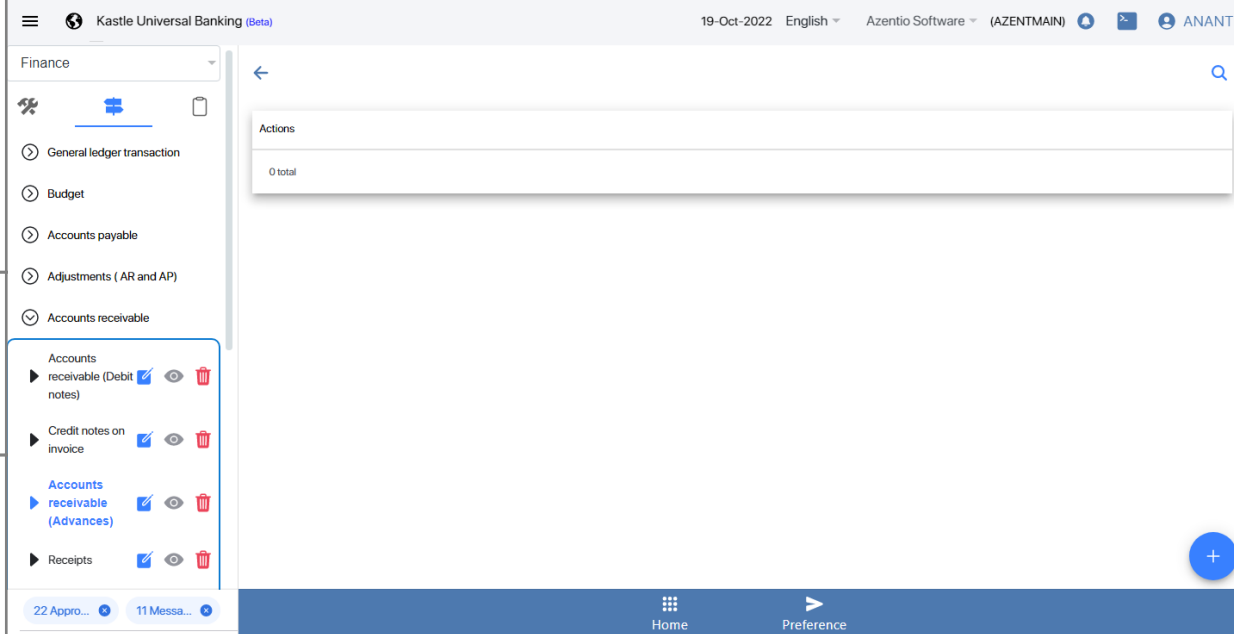 Kastle Universal Banking (Beta)
19-Oct-2022 English Azentio Software (AZENTMAIN) ANANT
Finance
General ledger transaction
Budget
Accounts payable
Adjustments ( AR and AP)
Accounts receivable
Accounts
receivable (Debit
notes)
Credit notes on
invoice
Accounts
receivable
(Advances)
Receipts
22 Appro...
11 Messa...
Actions
0 total
Home
Preference